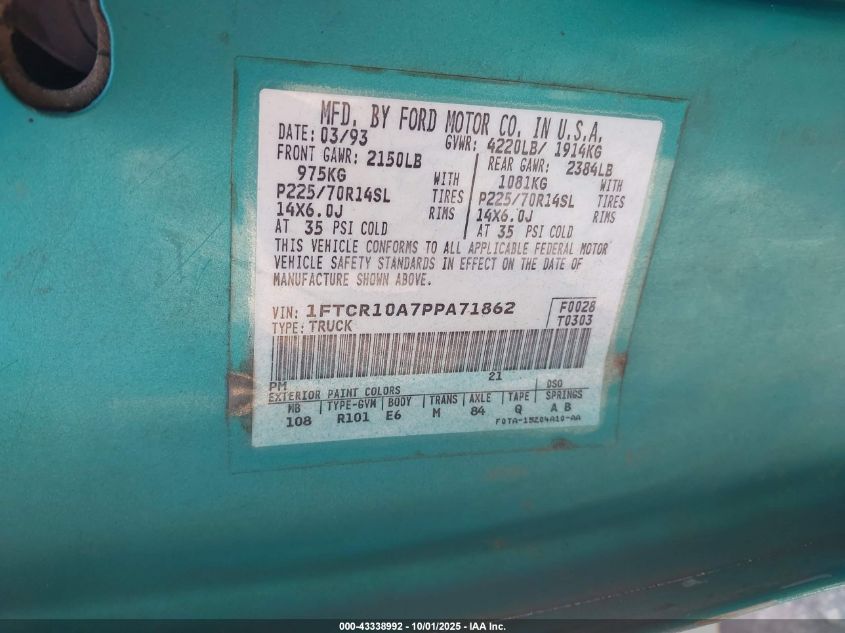 MFD. BY FORD MOTOR CO. IN U.S.A.
DATE: 03/93 GVWR: 4220LB/ 1914KG
FRONT GAWR: 2150LB REAR GAWR: 2384LB
975KG WITH 1081KG WITH
P225/70R14SL TIRES P225/70R14SL TIRES
14X6.0J RIMS 14X6.0J RIMS
AT 35 PSI COLD AT 35 PSI COLD
THIS VEHICLE CONFORMS TO ALL APPLICABLE FEDERAL MOTOR
VEHICLE SAFETY STANDARDS IN EFFECT ON THE DATE OF
MANUFACTURE SHOWN ABOVE.
VIN: 1FTCR10A7PPA71862 F0028
TYPE: TRUCK T0303
PM 21
EXTERIOR PAINT COLORS DSO
WB TYPE-GVW BODY TRANS AXLE TAPE SPRINGS
108 R101 E6 M 84 Q A B
F0TA-15204A10-AA
000-43338992 - 10/01/2025 - IAA Inc.